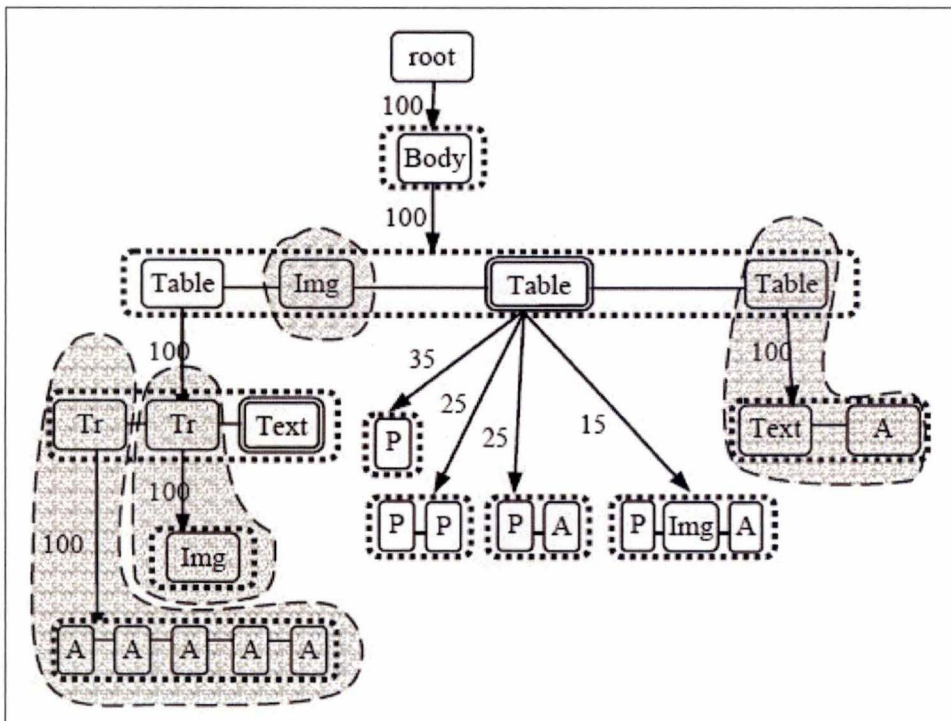 root
100
Body
100
Table Img Table Table
100 35 25 25 15 100
Tr Tr Text P Text A
100 100 P P P A P Img A
Img
A A A A A